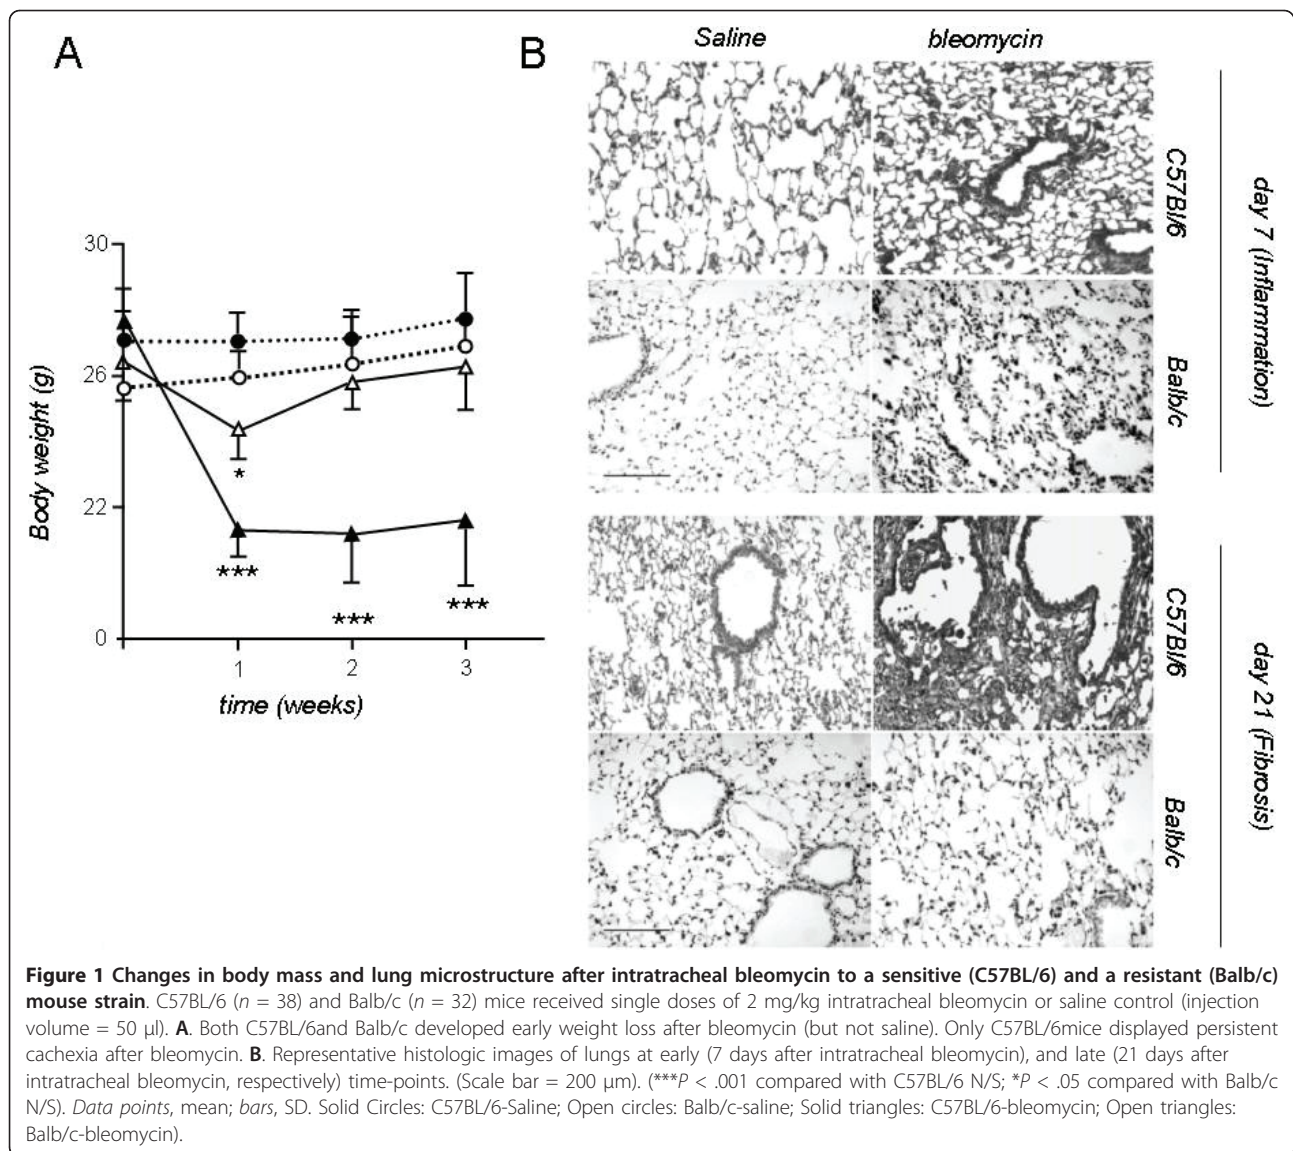 A
B
Saline
bleomycin
C57Bl/6
Balb/c
day 7 (Inflammation)
C57Bl/6
Balb/c
day 21 (Fibrosis)
30
26
22
0
Body weight (g)
*
***
***
***
1
2
3
time (weeks)
Figure 1 Changes in body mass and lung microstructure after intratracheal bleomycin to a sensitive (C57BL/6) and a resistant (Balb/c)
mouse strain. C57BL/6 (n = 38) and Balb/c (n = 32) mice received single doses of 2 mg/kg intratracheal bleomycin or saline control (injection
volume = 50 μl). A. Both C57BL/6and Balb/c developed early weight loss after bleomycin (but not saline). Only C57BL/6mice displayed persistent
cachexia after bleomycin. B. Representative histologic images of lungs at early (7 days after intratracheal bleomycin), and late (21 days after
intratracheal bleomycin, respectively) time-points. (Scale bar = 200 μm). (***P < .001 compared with C57BL/6 N/S; *P < .05 compared with Balb/c
N/S). Data points, mean; bars, SD. Solid Circles: C57BL/6-Saline; Open circles: Balb/c-saline; Solid triangles: C57BL/6-bleomycin; Open triangles:
Balb/c-bleomycin).